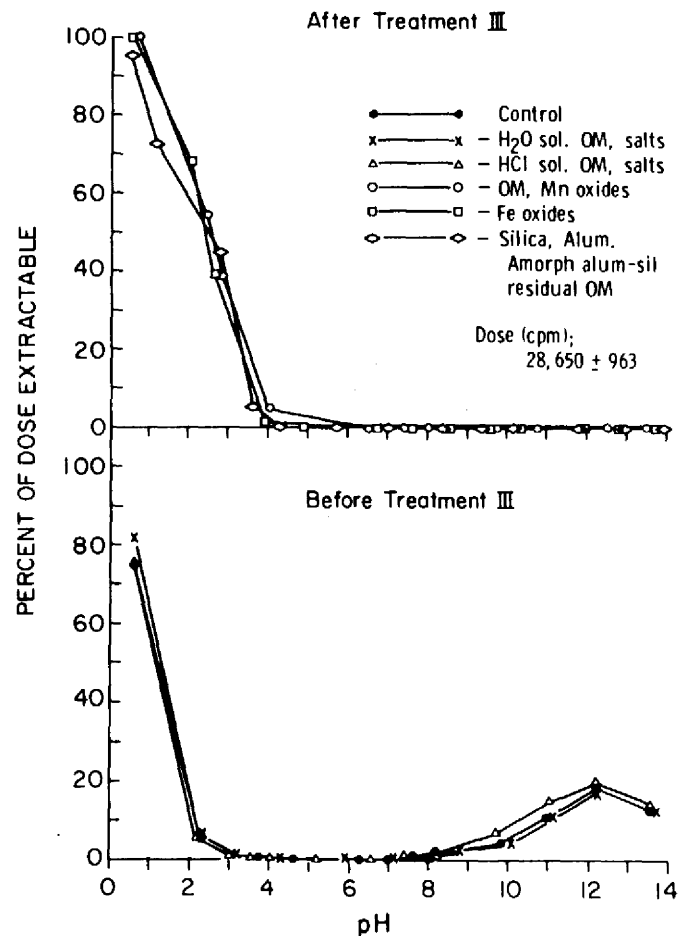 After Treatment III
100
80
60
40
20
0
Control
– H2O sol. OM, salts
– HCl sol. OM, salts
– OM, Mn oxides
– Fe oxides
– Silica, Alum.
Amorph alum-sil
residual OM
Dose (cpm);
28,650 ± 963
PERCENT OF DOSE EXTRACTABLE
Before Treatment III
100
80
60
40
20
0
0 2 4 6 8 10 12 14
pH